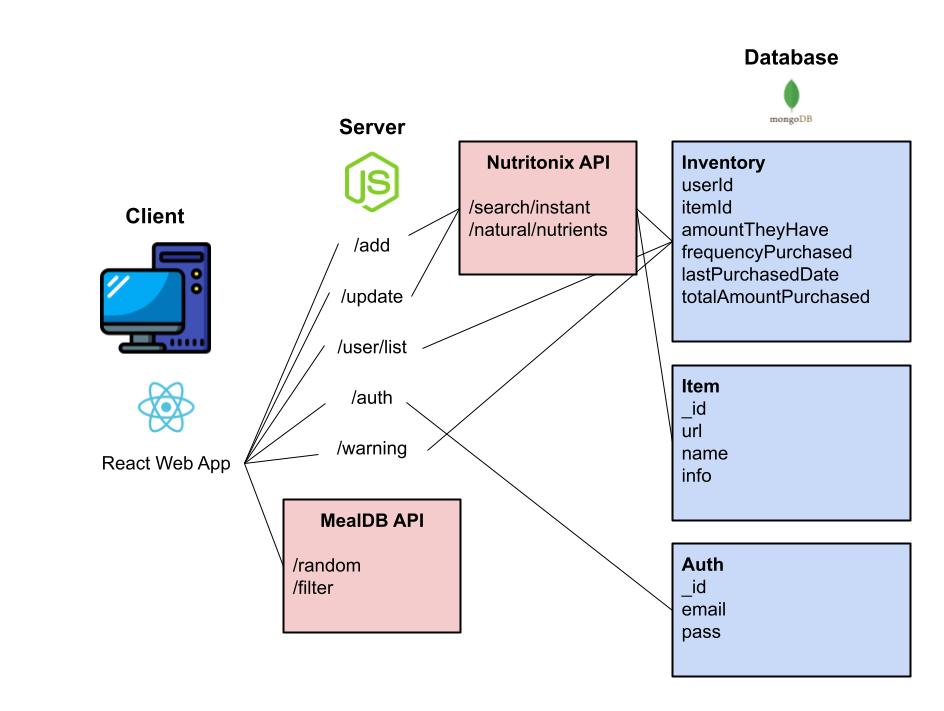 Database
mongoDB
Server
JS
Client
Nutritonix API
/search/instant
/natural/nutrients
Inventory
userId
itemId
amountTheyHave
frequencyPurchased
lastPurchasedDate
totalAmountPurchased
/add
/update
/user/list
/auth
/warning
React Web App
Item
_id
url
name
info
MealDB API
/random
/filter
Auth
_id
email
pass